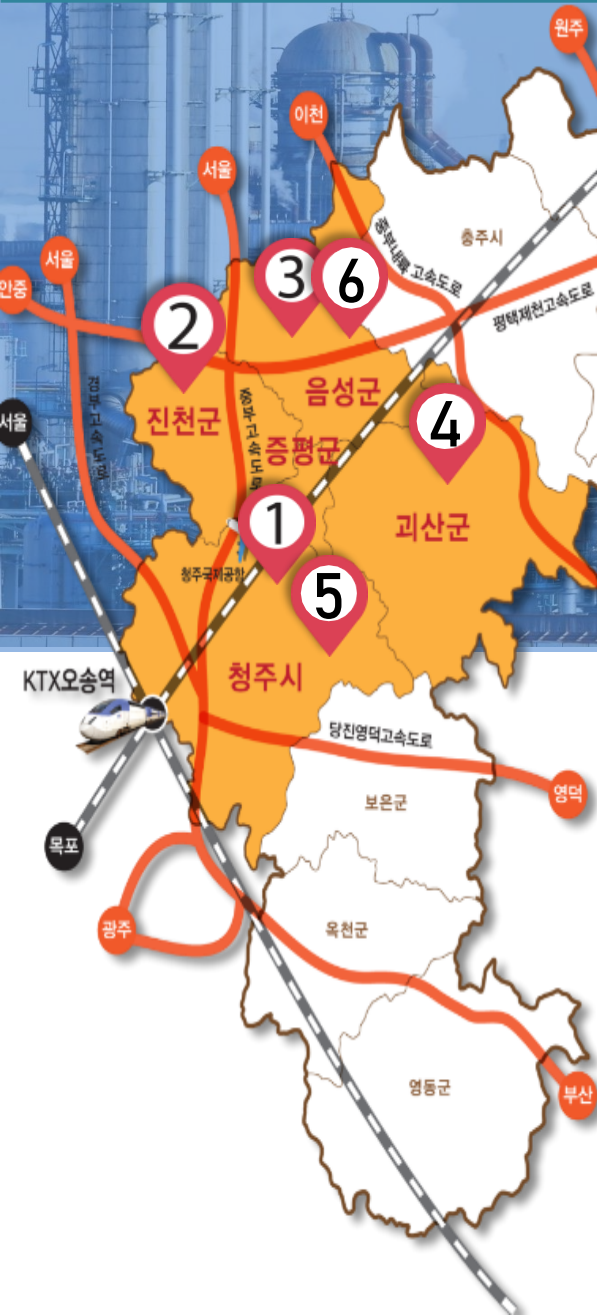 원주
이천
서울
충주시
중부내륙 고속도로
서울
안중
3
6
평택제천고속도로
2
음성군
경부고속도로
진천군
중부고속도로
4
서울
증평군
1
괴산군
청주국제공항
5
청주시
KTX오송역
당진영덕고속도로
영덕
보은군
목포
광주
옥천군
영동군
부산